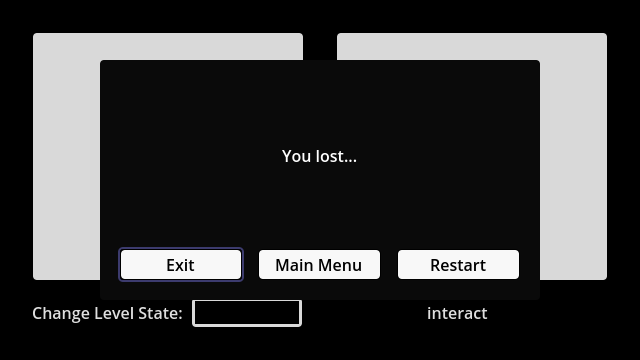 You lost...
Exit
Main Menu
Restart
Change Level State:
interact